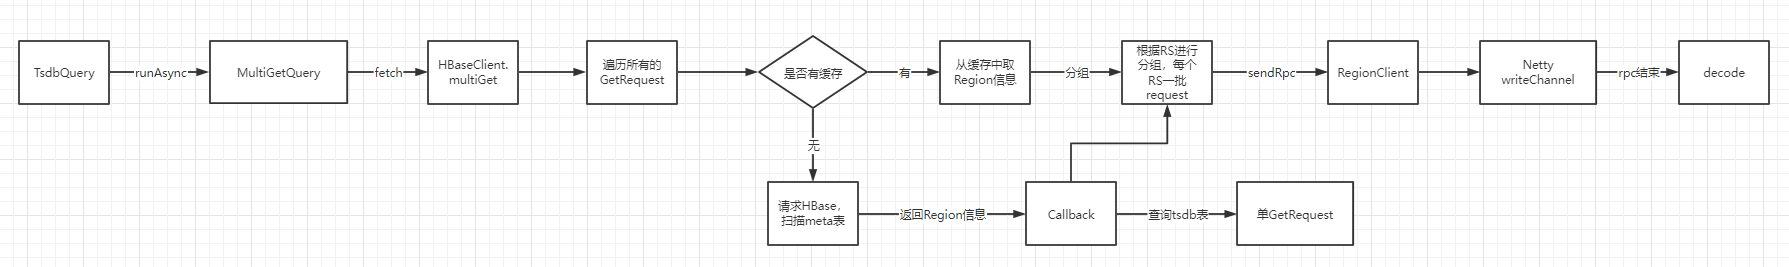 TsdbQuery
runAsync
MultiGetQuery
fetch
HBaseClient.
multiGet
遍历所有的
GetRequest
是否有缓存
有
从缓存中取
Region信息
分组
根据RS进行
分组，每个
RS一批
request
sendRpc
RegionClient
Netty
writeChannel
rpc结束
decode
无
请求HBase，
扫描meta表
返回Region信息
Callback
查询tsdb表
单GetRequest